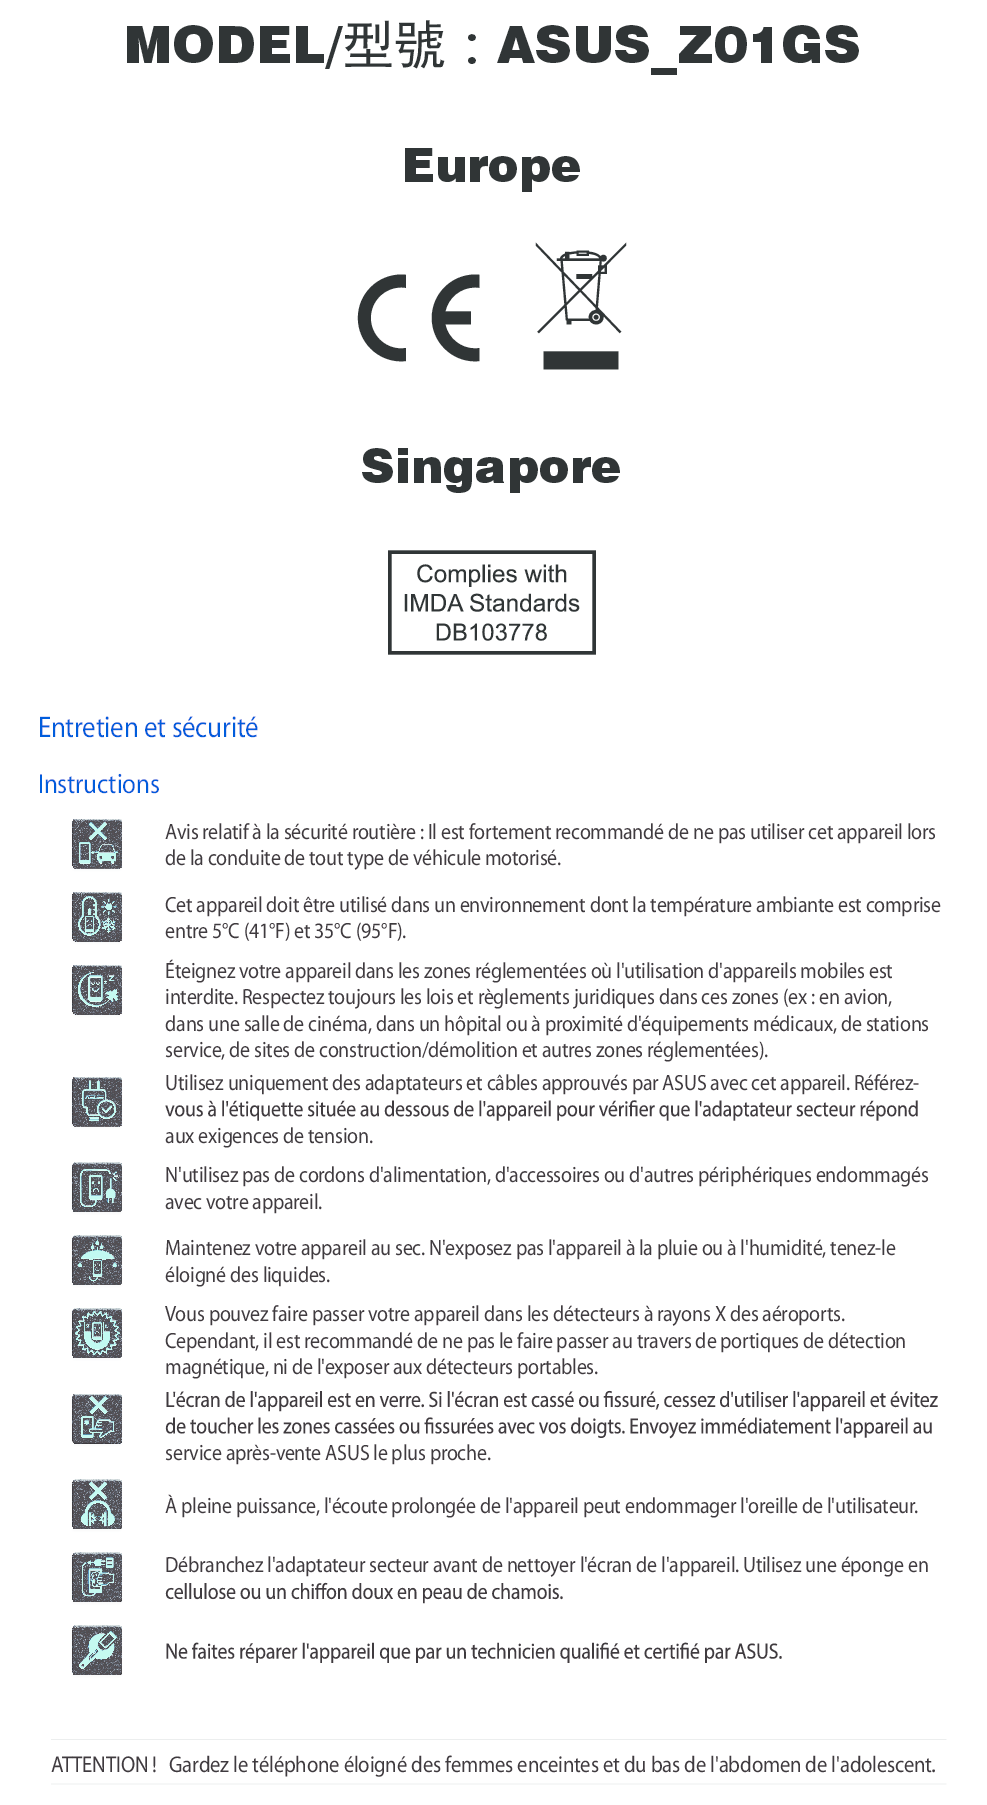 MODEL/型號：ASUS_Z01GS
Europe
CE
Singapore
Complies with
IMDA Standards
DB103778
Entretien et sécurité
Instructions
Avis relatif à la sécurité routière : Il est fortement recommandé de ne pas utiliser cet appareil lors
de la conduite de tout type de véhicule motorisé.
Cet appareil doit être utilisé dans un environnement dont la température ambiante est comprise
entre 5°C (41°F) et 35°C (95°F).
Éteignez votre appareil dans les zones réglementées où l'utilisation d'appareils mobiles est
interdite. Respectez toujours les lois et règlements juridiques dans ces zones (ex : en avion,
dans une salle de cinéma, dans un hôpital ou à proximité d'équipements médicaux, de stations
service, de sites de construction/démolition et autres zones réglementées).
Utilisez uniquement des adaptateurs et câbles approuvés par ASUS avec cet appareil. Référez-
vous à l'étiquette située au dessous de l'appareil pour vérifier que l'adaptateur secteur répond
aux exigences de tension.
N'utilisez pas de cordons d'alimentation, d'accessoires ou d'autres périphériques endommagés
avec votre appareil.
Maintenez votre appareil au sec. N'exposez pas l'appareil à la pluie ou à l'humidité, tenez-le
éloigné des liquides.
Vous pouvez faire passer votre appareil dans les détecteurs à rayons X des aéroports.
Cependant, il est recommandé de ne pas le faire passer au travers de portiques de détection
magnétique, ni de l'exposer aux détecteurs portables.
L'écran de l'appareil est en verre. Si l'écran est cassé ou fissuré, cessez d'utiliser l'appareil et évitez
de toucher les zones cassées ou fissurées avec vos doigts. Envoyez immédiatement l'appareil au
service après-vente ASUS le plus proche.
À pleine puissance, l'écoute prolongée de l'appareil peut endommager l'oreille de l'utilisateur.
Débranchez l'adaptateur secteur avant de nettoyer l'écran de l'appareil. Utilisez une éponge en
cellulose ou un chiffon doux en peau de chamois.
Ne faites réparer l'appareil que par un technicien qualifié et certifié par ASUS.
ATTENTION ! Gardez le téléphone éloigné des femmes enceintes et du bas de l'abdomen de l'adolescent.